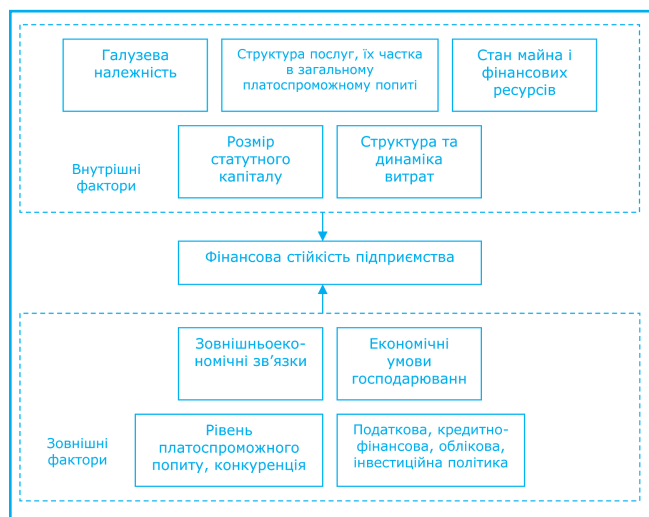 Галузева
належність
Структура послуг, їх частка
в загальному
платоспроможному попиті
Стан майна і
фінансових
ресурсів
Розмір
статутного
капіталу
Структура та
динаміка
витрат
Внутрішні
фактори
Фінансова стійкість підприємства
Зовнішньоеко-
номічні зв’язки
Економічні
умови
господарюванн
Рівень
платоспроможного
попиту, конкуренція
Податкова, кредитно-
фінансова, облікова,
інвестиційна політика
Зовнішні
фактори